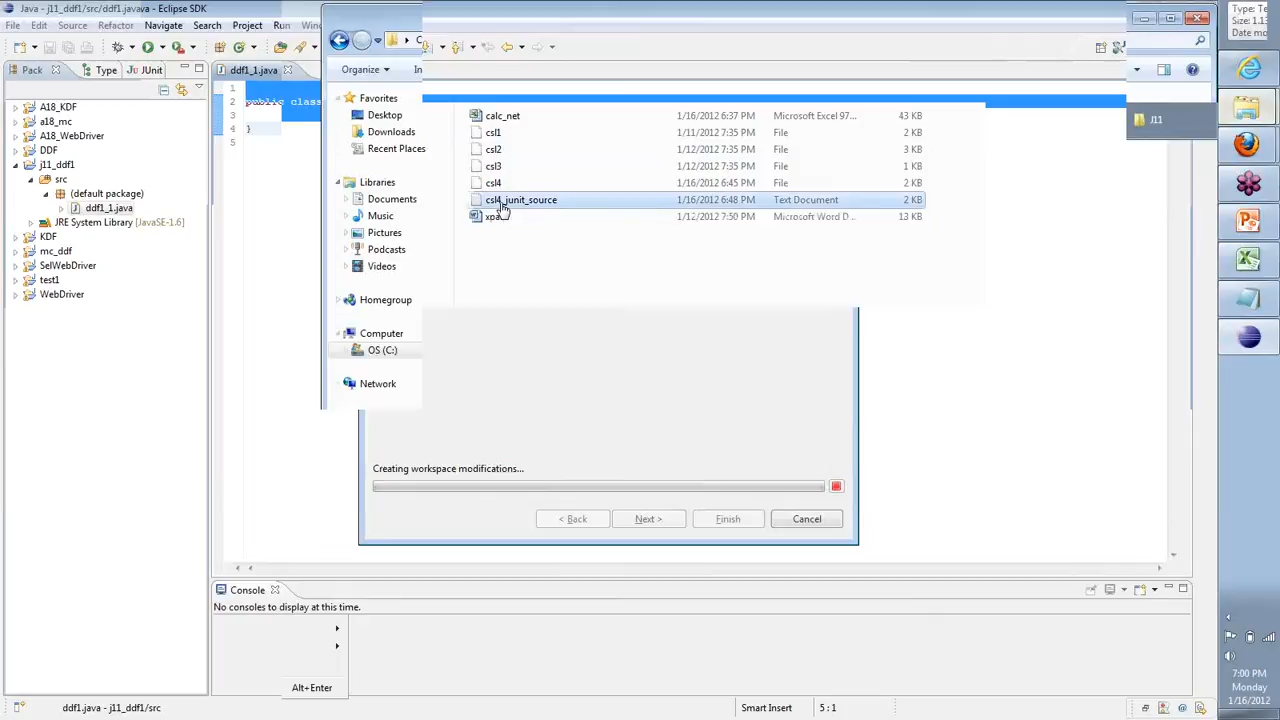 Java - j11_ddf1/src/ddf1_1.javava - Eclipse SDK
File Edit Source Refactor Navigate Search Project Run
Organize
Pack Type JUnit
ddf1_1.java
A18_KDF
a18_mc
A18_WebDriver
DDF
j11_ddf1
src
(default package)
ddf1_1.java
JRE System Library [JavaSE-1.6]
KDF
mc_ddf
SelWebDriver
test1
WebDriver
1
2 public class
3
4 }
5
Favorites
Desktop
Downloads
Recent Places
Libraries
Documents
Music
Pictures
Podcasts
Videos
Homegroup
Computer
OS (C:)
Network
calc_net 1/16/2012 6:37 PM Microsoft Excel 97... 43 KB
csl1 1/11/2012 7:35 PM File 2 KB
csl2 1/12/2012 7:35 PM File 3 KB
csl3 1/12/2012 7:35 PM File 1 KB
csl4 1/16/2012 6:45 PM File 2 KB
csl4_junit_source 1/16/2012 6:48 PM Text Document 2 KB
1/12/2012 7:50 PM Microsoft Word D... 13 KB
J11
Creating workspace modifications...
< Back Next > Finish Cancel
Console
No consoles to display at this time.
Alt+Enter
ddf1.java - j11_ddf1/src
Smart Insert
5 : 1
Date mo
7:00 PM
Monday
1/16/2012